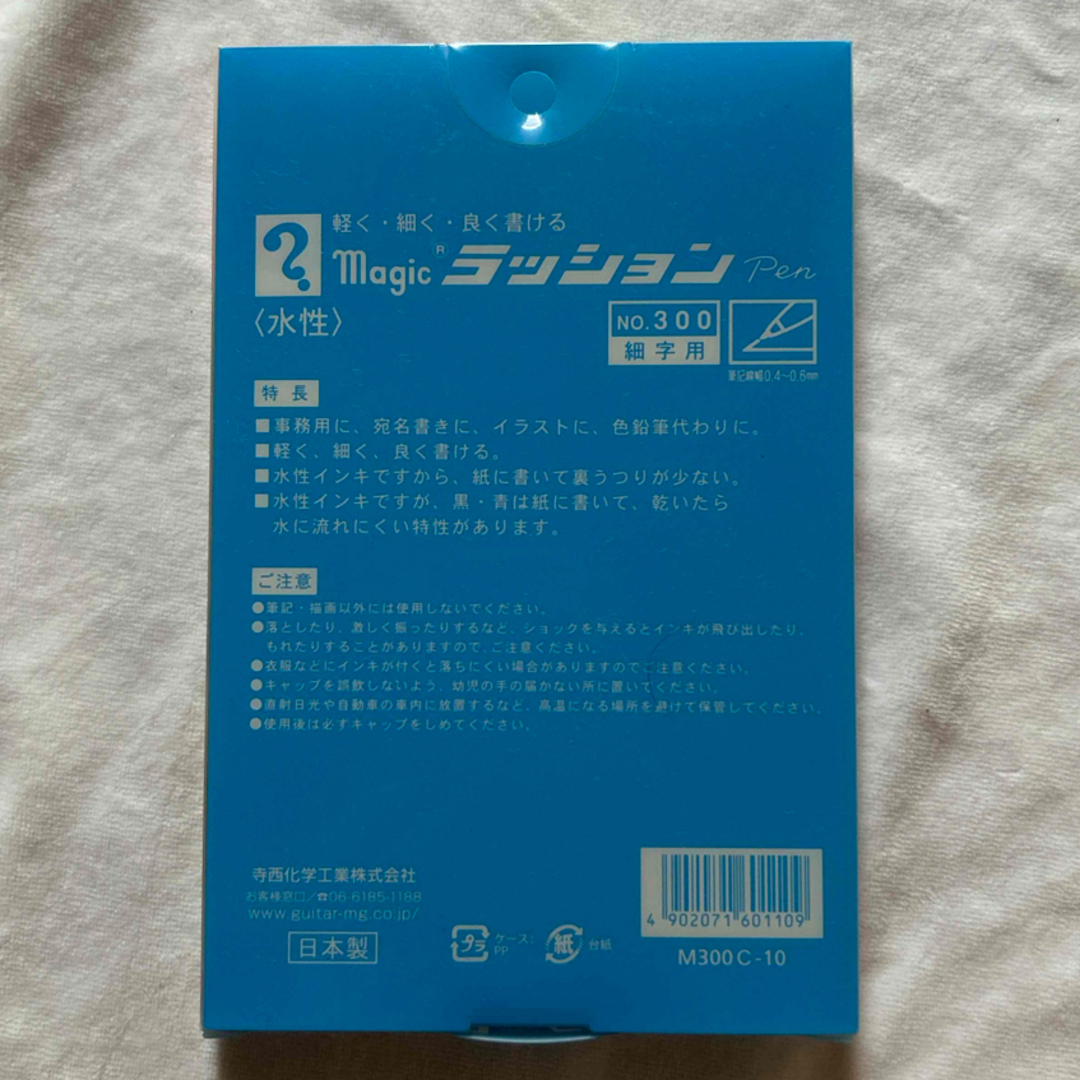 軽く・細く・良く書ける
?
magic® ラッション Pen
〈水性〉
NO.300
細字用
筆記線幅0.4〜0.6mm
特長
■事務用に、宛名書きに、イラストに、色鉛筆代わりに。
■軽く、細く、良く書ける。
■水性インキですから、紙に書いて裏うつりが少ない。
■水性インキですが、黒・青は紙に書いて、乾いたら
水に流れにくい特性があります。
ご注意
●筆記・描画以外には使用しないでください。
●落としたり、激しく振ったりするなど、ショックを与えるとインキが飛び出したり、
もれたりすることがありますので、ご注意ください。
●衣服などにインキが付くと落ちにくい場合がありますのでご注意ください。
●キャップを誤飲しないよう、幼児の手の届かない所に置いてください。
●直射日光や自動車の車内に放置するなど、高温になる場所を避けて保管してください。
●使用後は必ずキャップをしめてください。
寺西化学工業株式会社
お客様窓口/☎06-6185-1188
www.guitar-mg.co.jp/
日本製
プラ ケース:
PP
紙 台紙
4 902071 601109
M300C-10